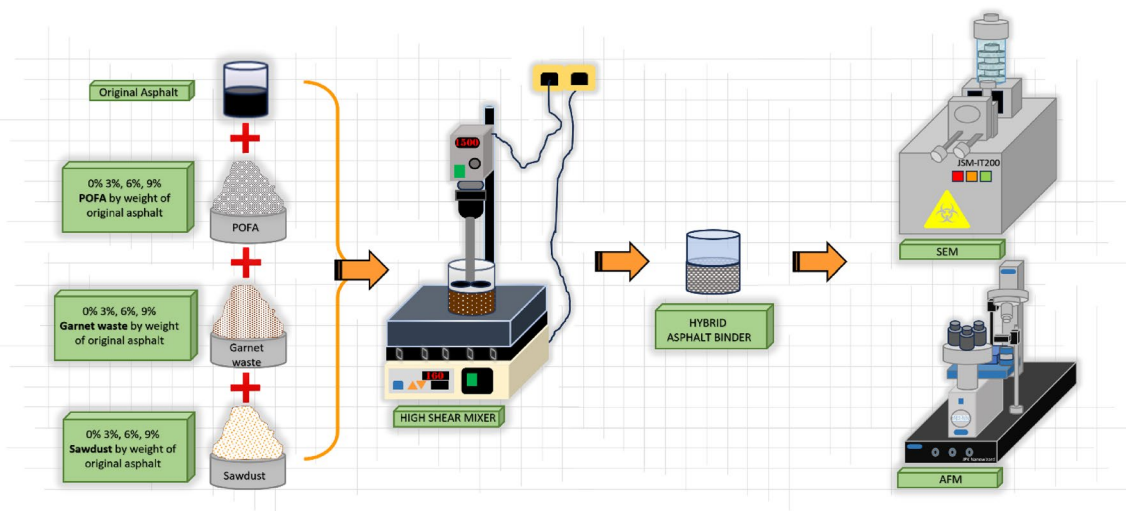 Original Asphalt
0% 3%, 6%, 9%
POFA by weight of
original asphalt
POFA
0% 3%, 6%, 9%
Garnet waste by weight
of original asphalt
Garnet
waste
0% 3%, 6%, 9%
Sawdust by weight of
original asphalt
Sawdust
1500
160
HIGH SHEAR MIXER
HYBRID
ASPHALT BINDER
JSM-IT200
SEM
AFM